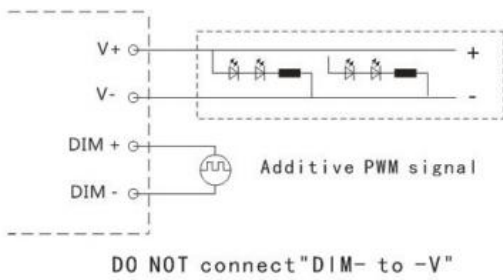 V+
+
V-
-
DIM +
Additive PWM signal
DIM -
DO NOT connect"DIM- to -V"